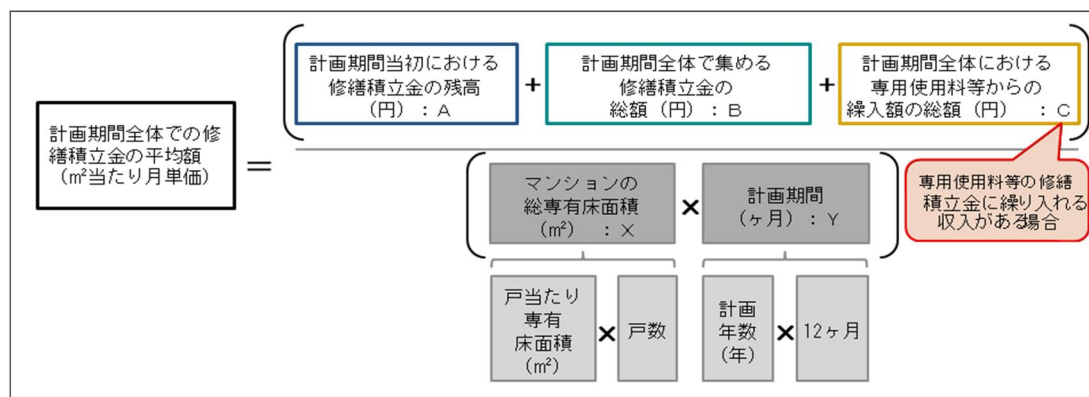 計画期間全体での修
繕積立金の平均額
（㎡当たり月単価）
＝
計画期間当初における
修繕積立金の残高
（円）：Ａ
＋
計画期間全体で集める
修繕積立金の
総額（円）：Ｂ
＋
計画期間全体における
専用使用料等からの
繰入額の総額（円）：Ｃ
マンションの
総専有床面積
（㎡）：Ｘ
×
計画期間
（ヶ月）：Ｙ
専用使用料等の修繕
積立金に繰り入れる
収入がある場合
戸当たり
専有
床面積
（㎡）
×
戸数
計画
年数
（年）
×
12ヶ月